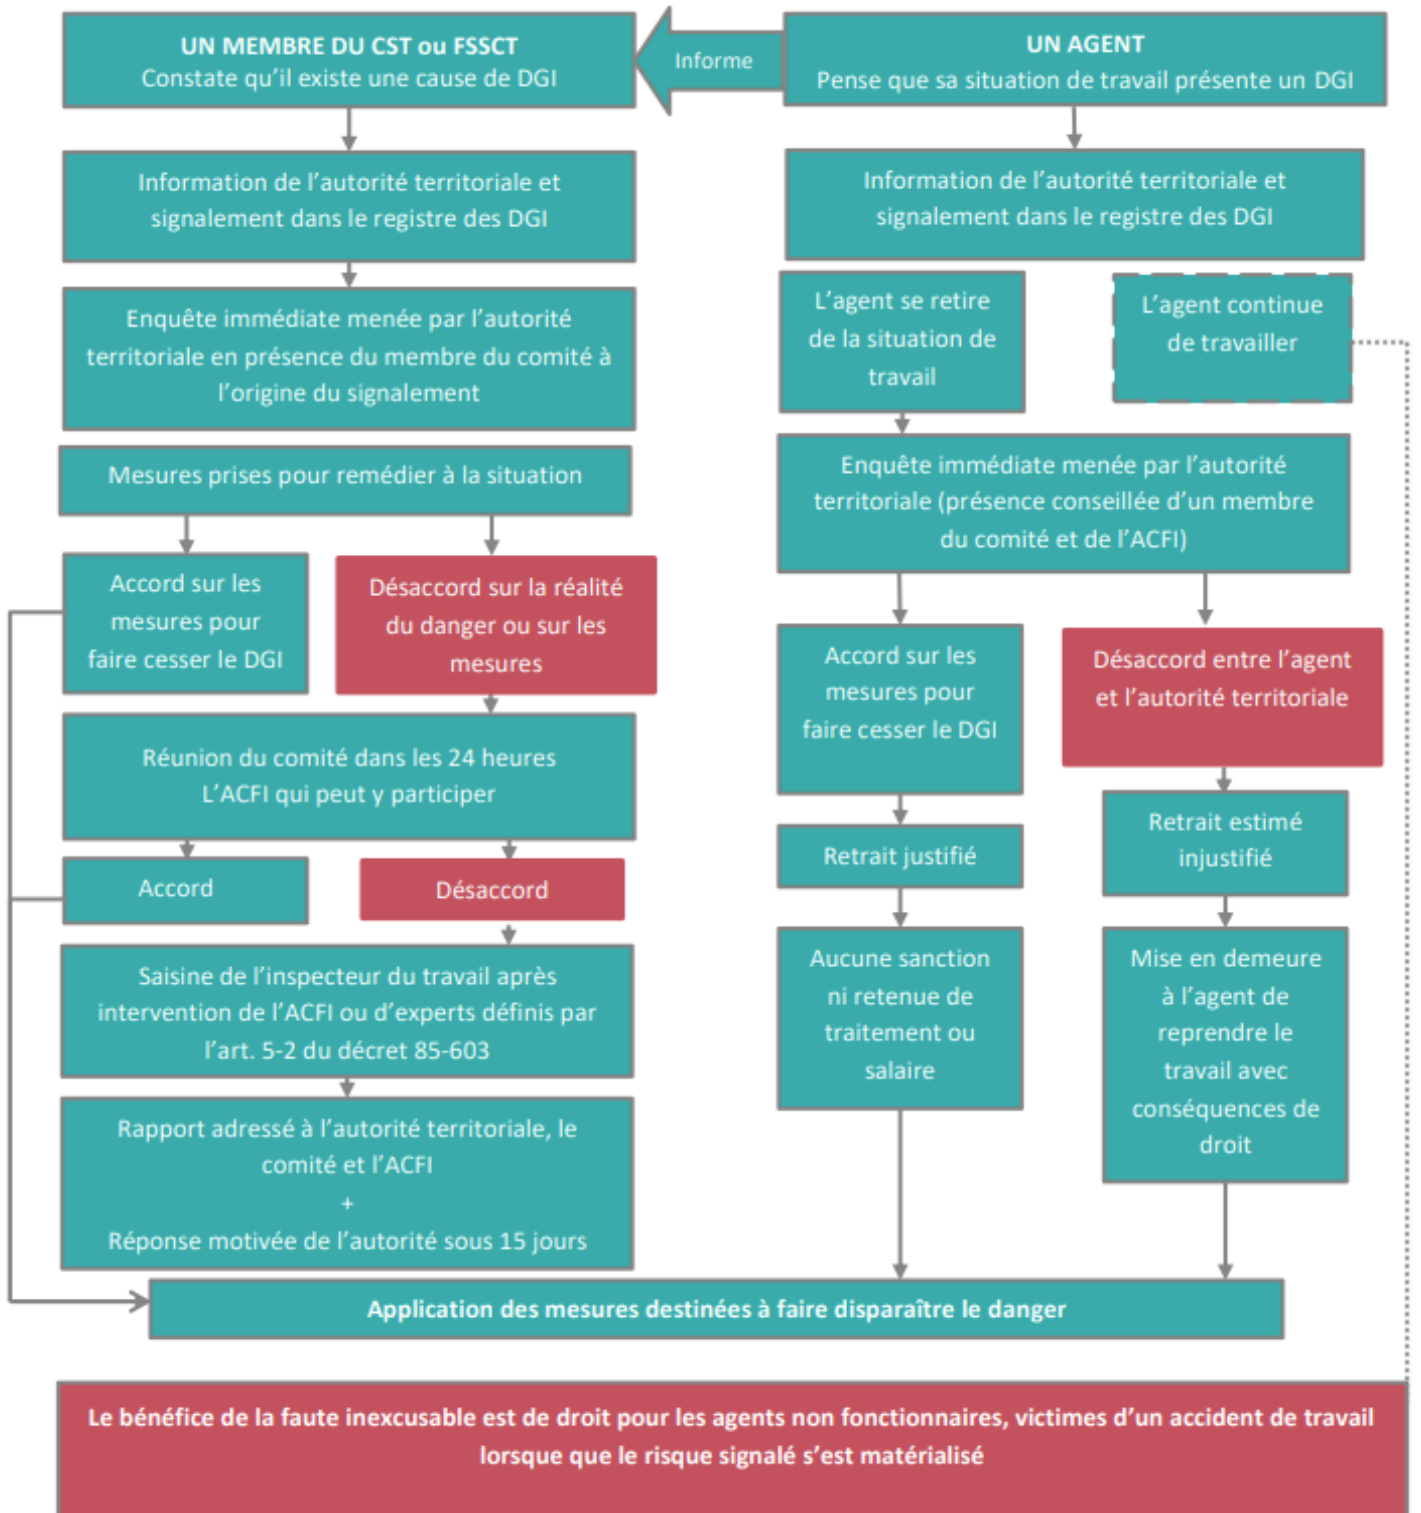 UN MEMBRE DU CST ou FSSCT
Constate qu'il existe une cause de DGI
Informe
UN AGENT
Pense que sa situation de travail présente un DGI
Information de l'autorité territoriale et
signalement dans le registre des DGI
Enquête immédiate menée par l'autorité
territoriale en présence du membre du comité à
l'origine du signalement
Mesures prises pour remédier à la situation
Accord sur les
mesures pour
faire cesser le DGI
Désaccord sur la réalité
du danger ou sur les
mesures
Réunion du comité dans les 24 heures
L'ACFI qui peut y participer
Accord
Désaccord
Saisine de l'inspecteur du travail après
intervention de l'ACFI ou d'experts définis par
l'art. 5-2 du décret 85-603
Rapport adressé à l'autorité territoriale, le
comité et l'ACFI
+
Réponse motivée de l'autorité sous 15 jours
Information de l'autorité territoriale et
signalement dans le registre des DGI
L'agent se retire
de la situation de
travail
L'agent continue
de travailler
Enquête immédiate menée par l'autorité
territoriale (présence conseillée d'un membre
du comité et de l'ACFI)
Accord sur les
mesures pour
faire cesser le DGI
Désaccord entre l'agent
et l'autorité territoriale
Retrait justifié
Retrait estimé
injustifié
Aucune sanction
ni retenue de
traitement ou
salaire
Mise en demeure
à l'agent de
reprendre le
travail avec
conséquences de
droit
Application des mesures destinées à faire disparaître le danger
Le bénéfice de la faute inexcusable est de droit pour les agents non fonctionnaires, victimes d'un accident de travail
lorsque que le risque signalé s'est matérialisé